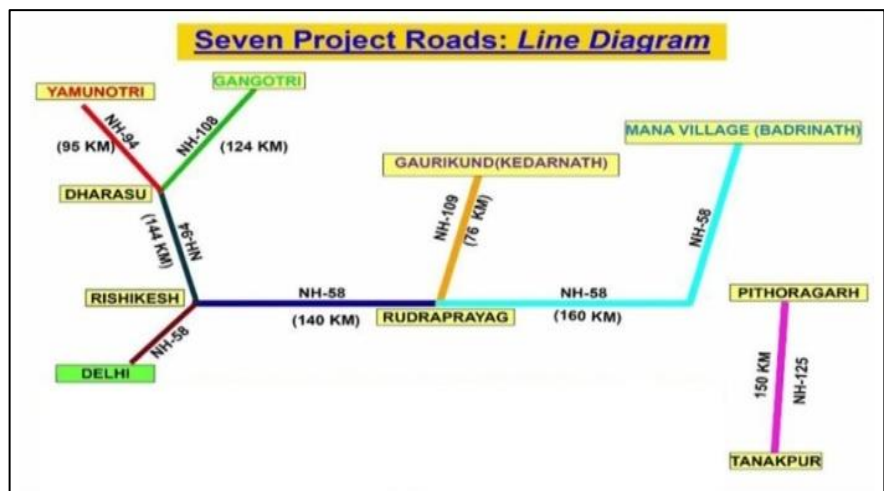 Seven Project Roads: Line Diagram
YAMUNOTRI
GANGOTRI
NH-94
(95 KM)
NH-108
(124 KM)
MANA VILLAGE (BADRINATH)
GAURIKUND(KEDARNATH)
DHARASU
NH-94
(144 KM)
NH-109
(76 KM)
NH-58
RISHIKESH
NH-58
(140 KM)
RUDRAPRAYAG
NH-58
(160 KM)
PITHORAGARH
NH-58
DELHI
150 KM
NH-125
TANAKPUR